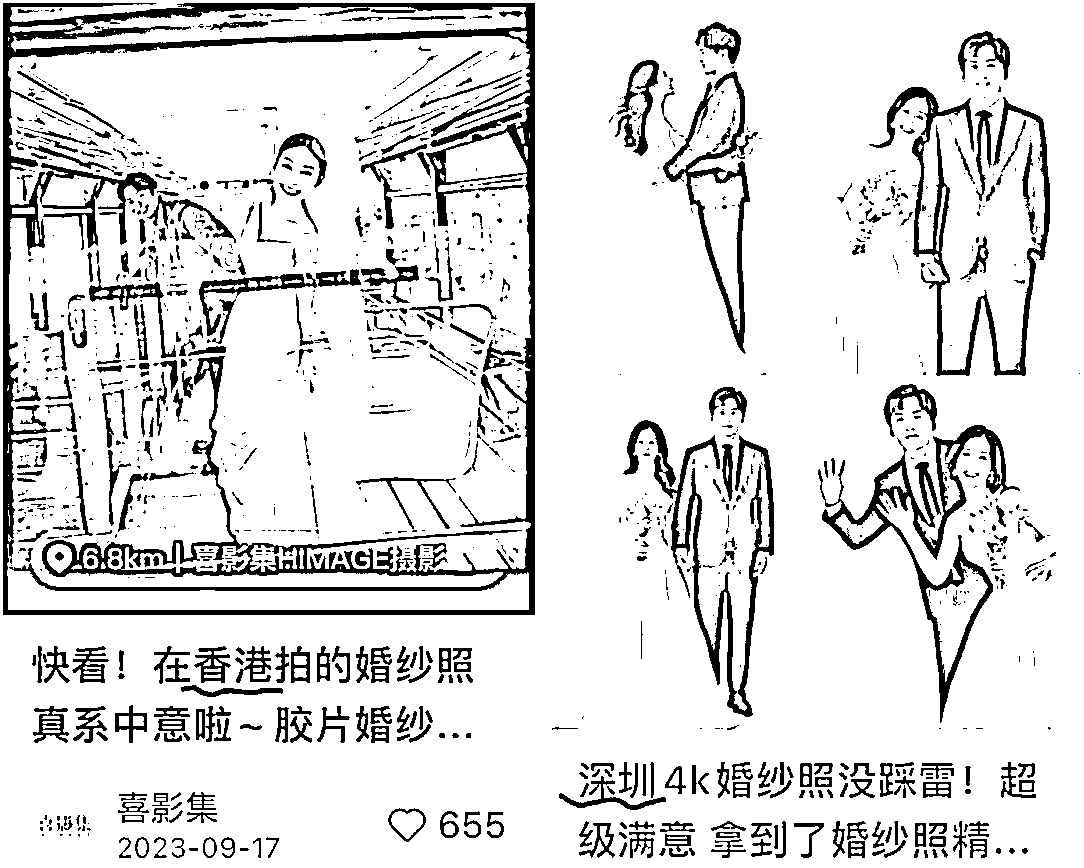 6.8km | 喜影集HIMAGE摄影
快看！在香港拍的婚纱照
真系中意啦~胶片婚纱...
喜影集
2023-09-17
655
深圳4k婚纱照没踩雷！超
级满意 拿到了婚纱照精...